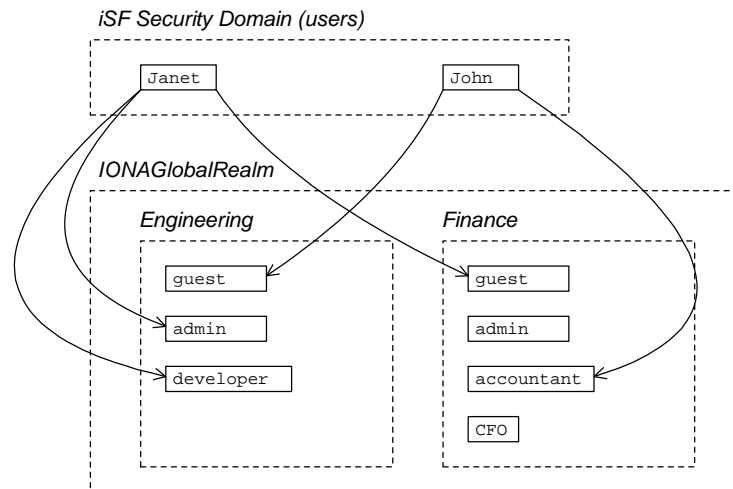 iSF Security Domain (users)
Janet
John
IONAGlobalRealm
Engineering
Finance
guest
guest
admin
admin
developer
accountant
CFO